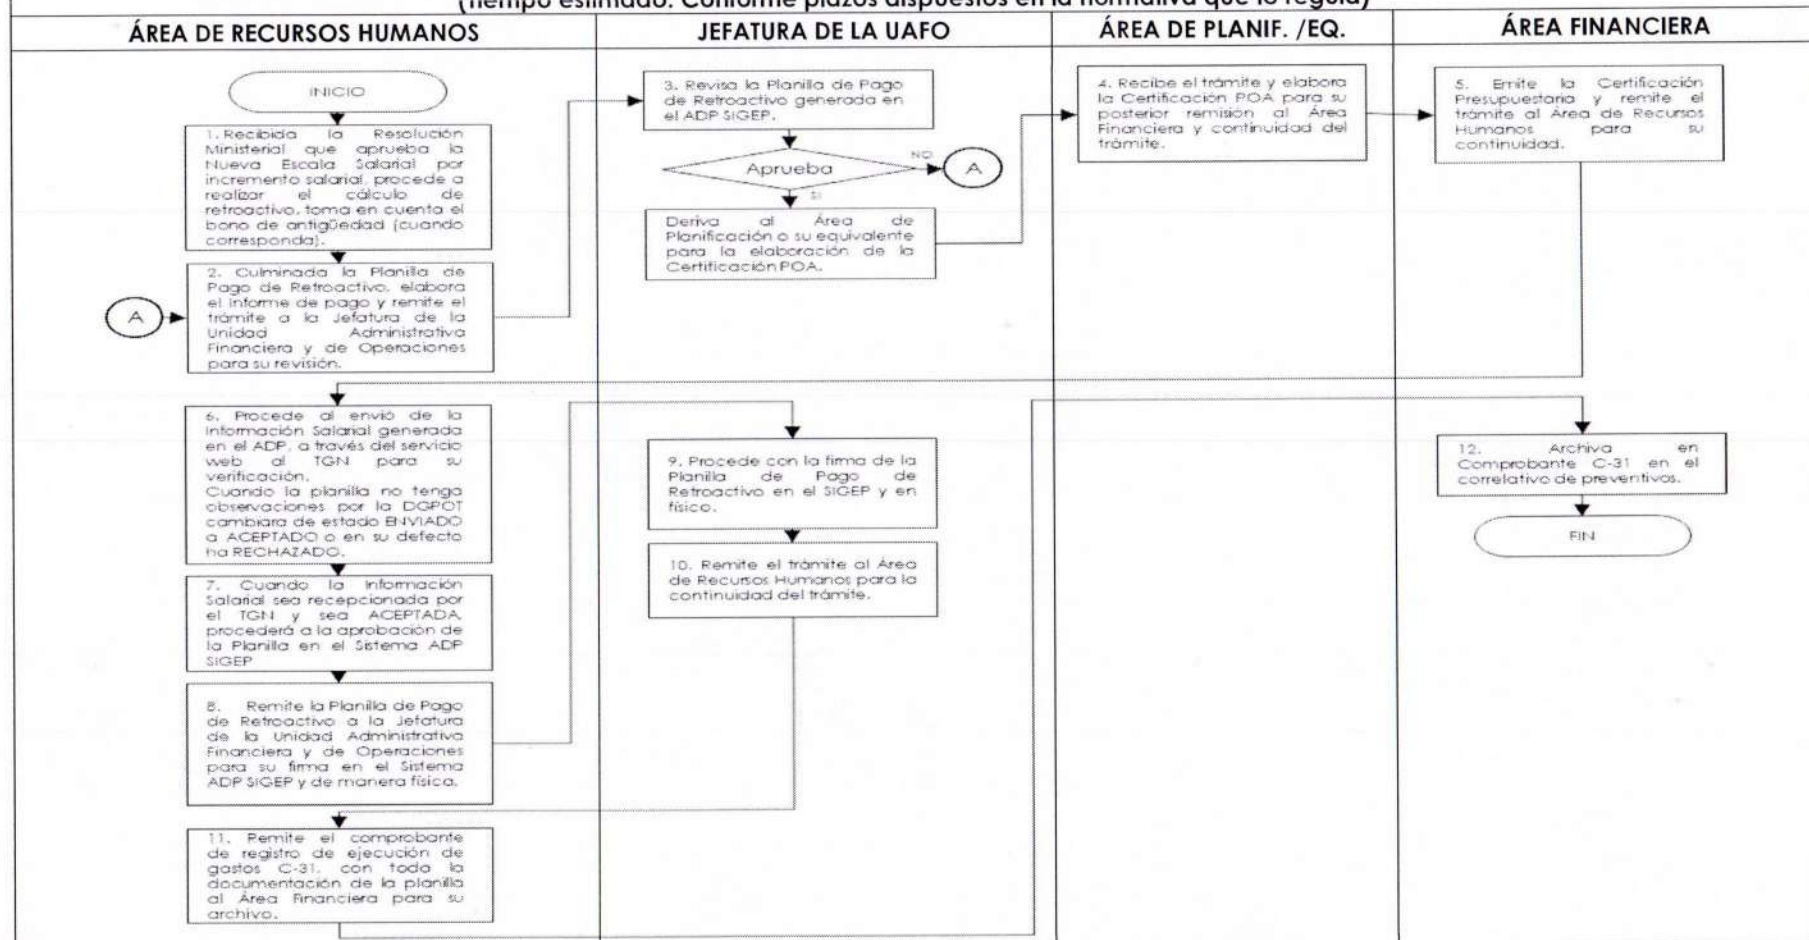 (Tiempo estimado: Conforme plazos dispuestos en la normativa que lo regula)
ÁREA DE RECURSOS HUMANOS
JEFATURA DE LA UAFO
ÁREA DE PLANIF. /EQ.
ÁREA FINANCIERA
INICIO
1. Recibida la Resolución
Ministerial que aprueba la
Nueva Escala Salarial por
incremento salarial, procede a
realizar el cálculo de
retroactivo, toma en cuenta el
bono de antigüedad (cuando
corresponda).
2. Culminada la Planilla de
Pago de Retroactivo, elabora
el informe de pago y remite el
trámite a la Jefatura de la
Unidad Administrativa
Financiera y de Operaciones
para su revisión.
A
3. Revisa la Planilla de Pago
de Retroactivo generada en
el ADP SIGEP.
Aprueba
NO
A
SI
Deriva al Área de
Planificación o su equivalente
para la elaboración de la
Certificación POA.
4. Recibe el trámite y elabora
la Certificación POA para su
posterior remisión al Área
Financiera y continuidad del
trámite.
5. Emite la Certificación
Presupuestaria y remite el
trámite al Área de Recursos
Humanos para su
continuidad.
6. Procede al envió de la
Información Salarial generada
en el ADP, a través del servicio
web al TGN para su
verificación.
Cuando la planilla no tenga
observaciones por la DGPOT
cambiara de estado ENVIADO
a ACEPTADO o en su defecto
ha RECHAZADO.
7. Cuando la Información
Salarial sea recepcionada por
el TGN y sea ACEPTADA,
procederá a la aprobación de
la Planilla en el Sistema ADP
SIGEP
8. Remite la Planilla de Pago
de Retroactivo a la Jefatura
de la Unidad Administrativa
Financiera y de Operaciones
para su firma en el Sistema
ADP SIGEP y de manera física.
9. Procede con la firma de la
Planilla de Pago de
Retroactivo en el SIGEP y en
físico.
10. Remite el trámite al Área
de Recursos Humanos para la
continuidad del trámite.
11. Remite el comprobante
de registro de ejecución de
gastos C-31, con toda la
documentación de la planilla
al Área Financiera para su
archivo.
12. Archiva en
Comprobante C-31 en el
correlativo de preventivos.
FIN